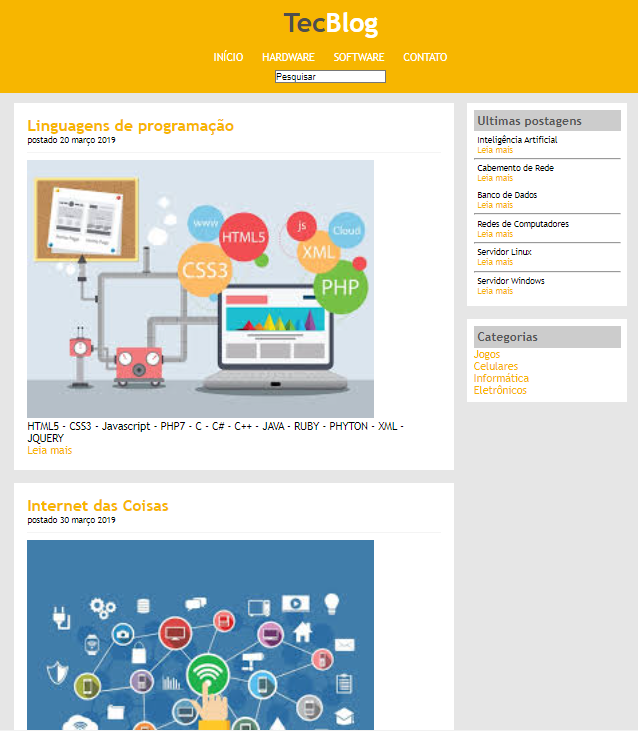 TecBlog
INÍCIO HARDWARE SOFTWARE CONTATO
Pesquisar
Linguagens de programação
postado 20 março 2019
www
HTML5
CSS3
js
Cloud
XML
PHP
HTML5 - CSS3 - Javascript - PHP7 - C - C# - C++ - JAVA - RUBY - PHYTON - XML -
JQUERY
Leia mais
Internet das Coisas
postado 30 março 2019
Ultimas postagens
Inteligência Artificial
Leia mais
Cabemento de Rede
Leia mais
Banco de Dados
Leia mais
Redes de Computadores
Leia mais
Servidor Linux
Leia mais
Servidor Windows
Leia mais
Categorias
Jogos
Celulares
Informática
Eletrônicos